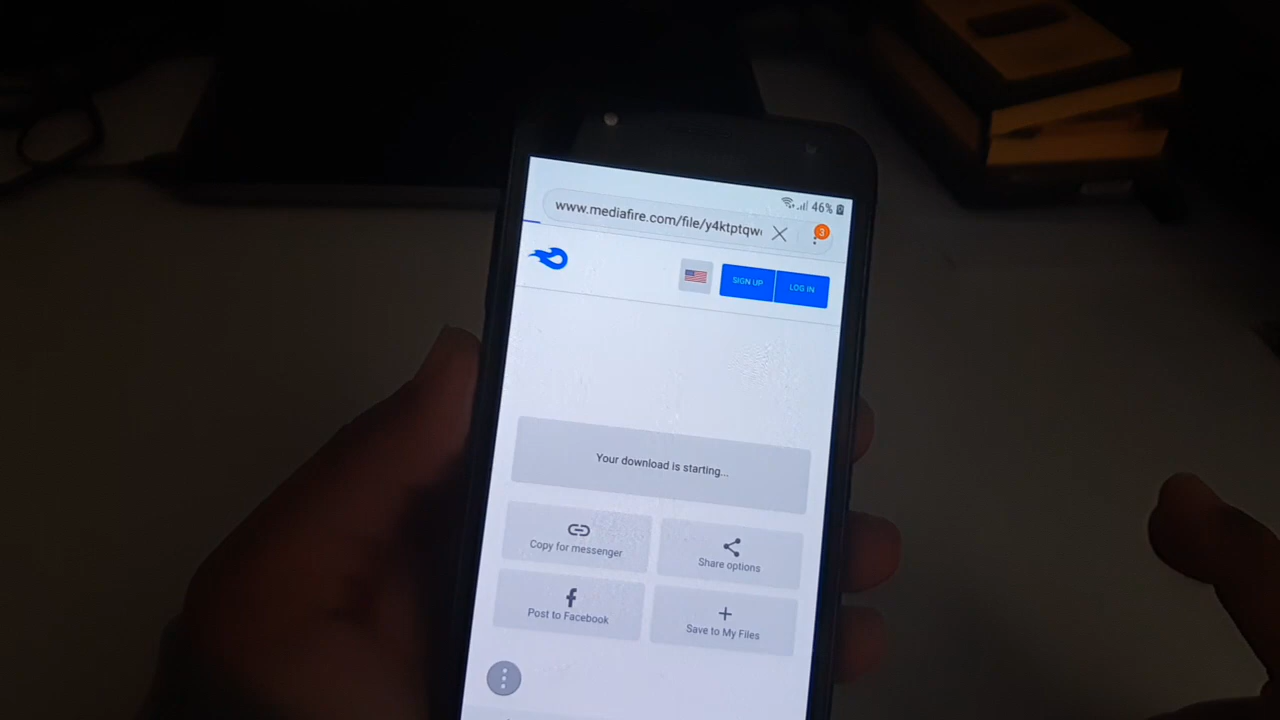 46%
www.mediafire.com/file/y4ktptqw
3
SIGN UP
LOG IN
Your download is starting...
Copy for messenger
Share options
Post to Facebook
Save to My Files